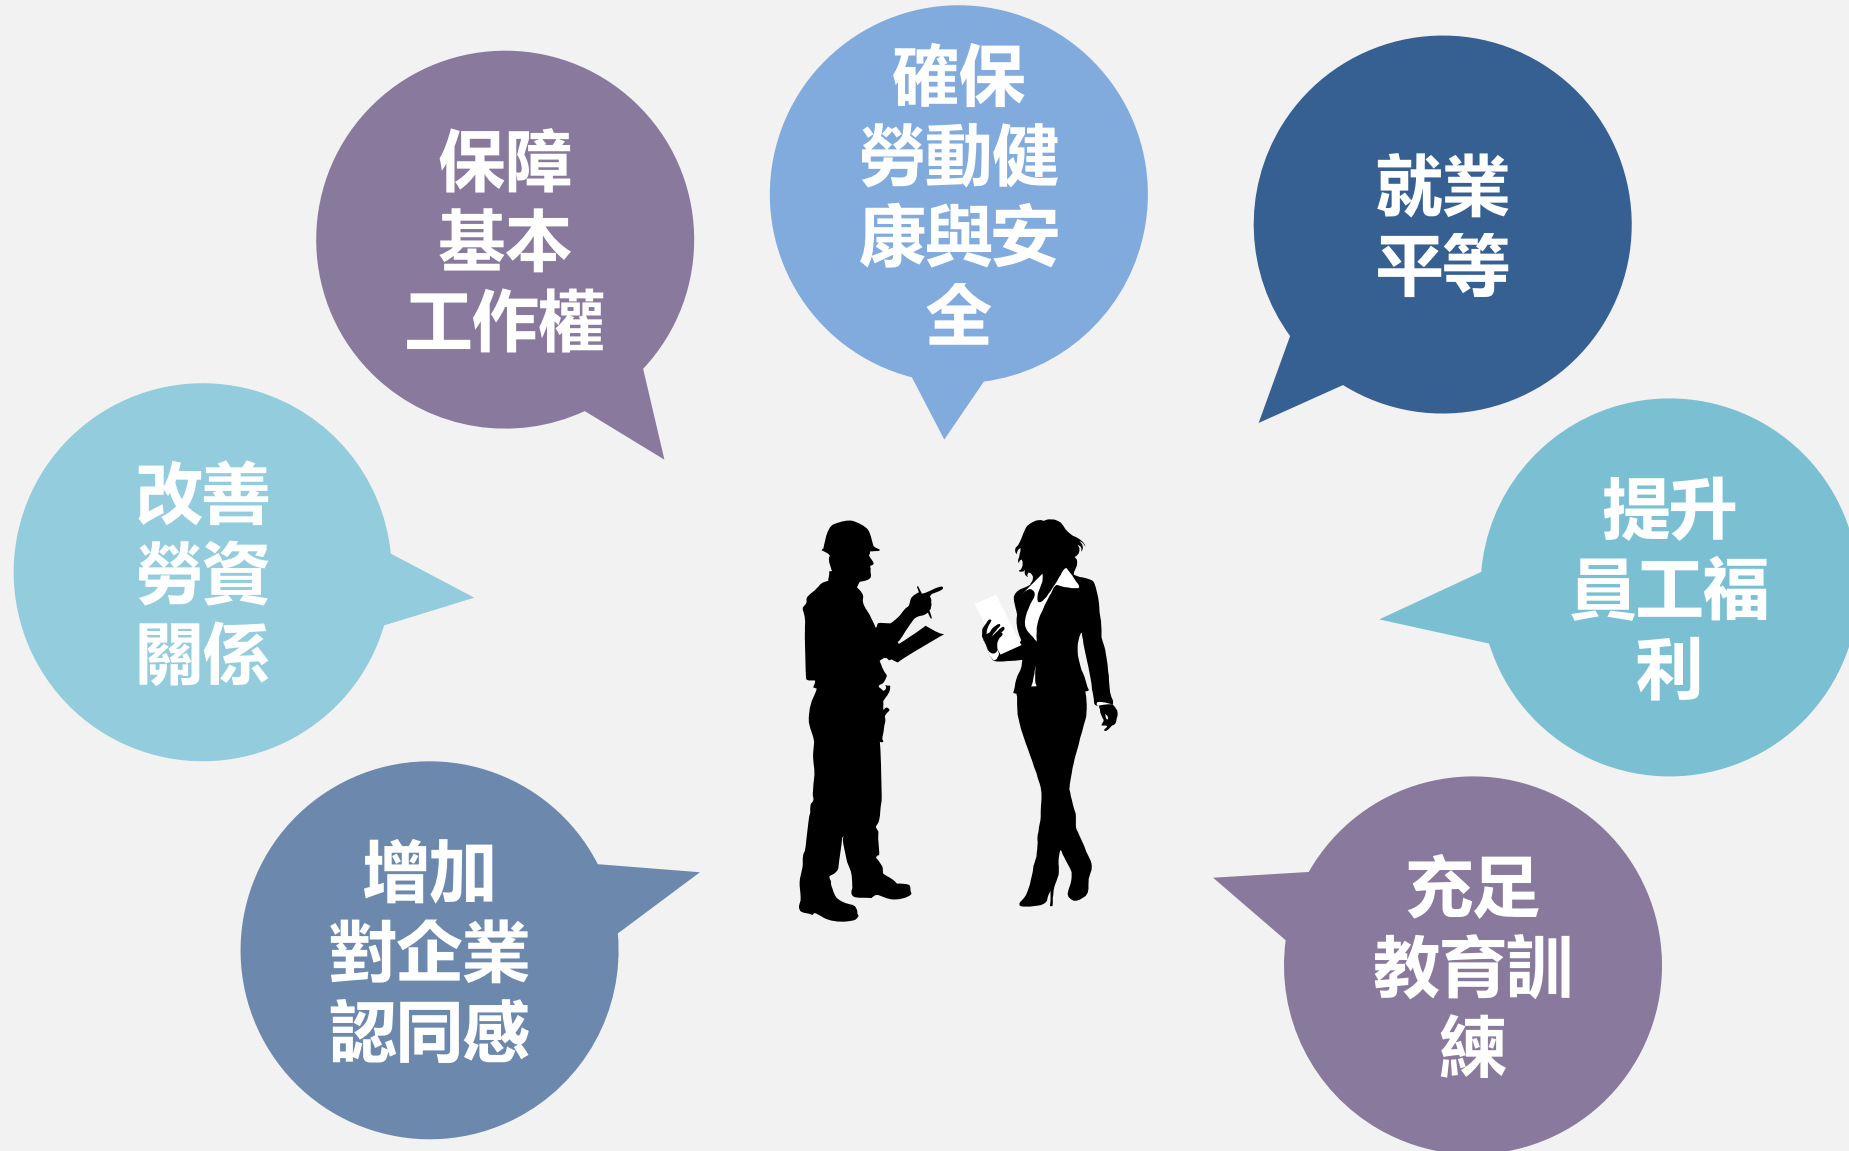 確保
勞動健
康與安
全
保障
基本
工作權
就業
平等
改善
勞資
關係
提升
員工福
利
增加
對企業
認同感
充足
教育訓
練